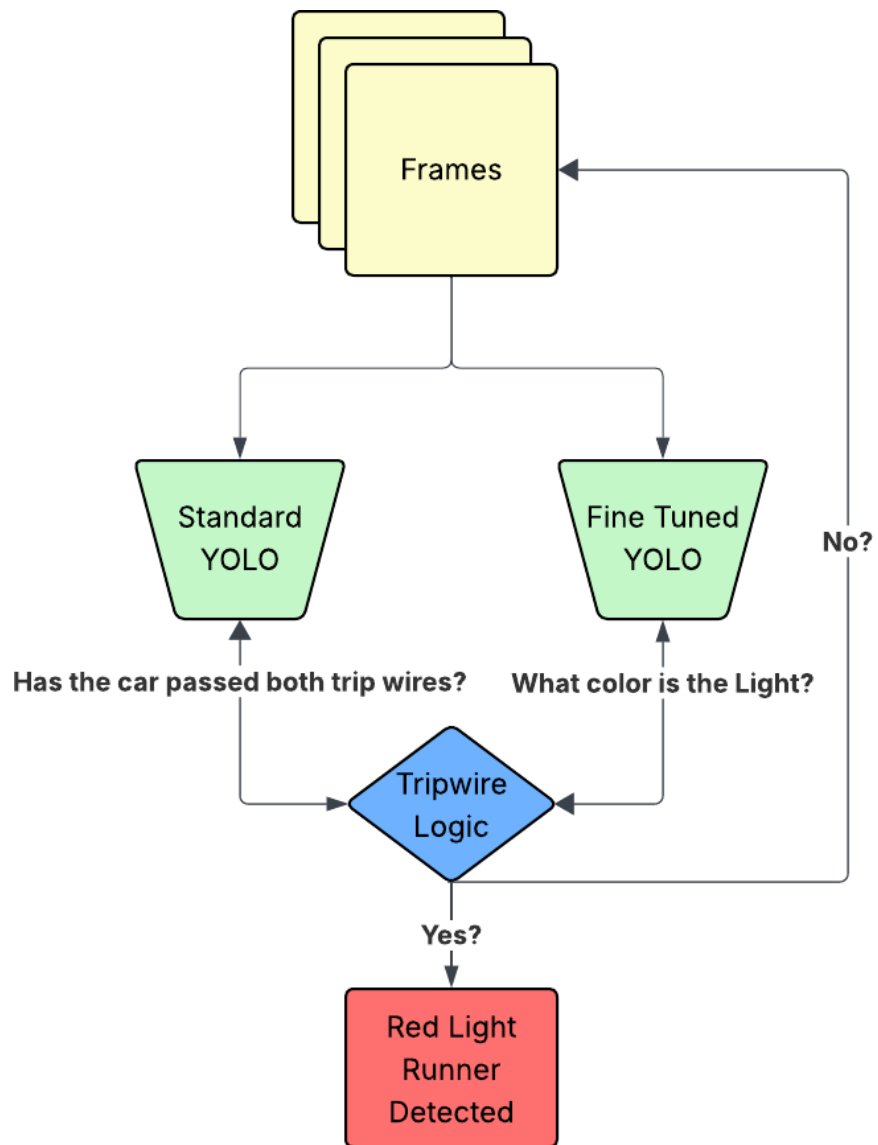 Frames
Standard
YOLO
Fine Tuned
YOLO
No?
Has the car passed both trip wires?
What color is the Light?
Tripwire
Logic
Yes?
Red Light
Runner
Detected